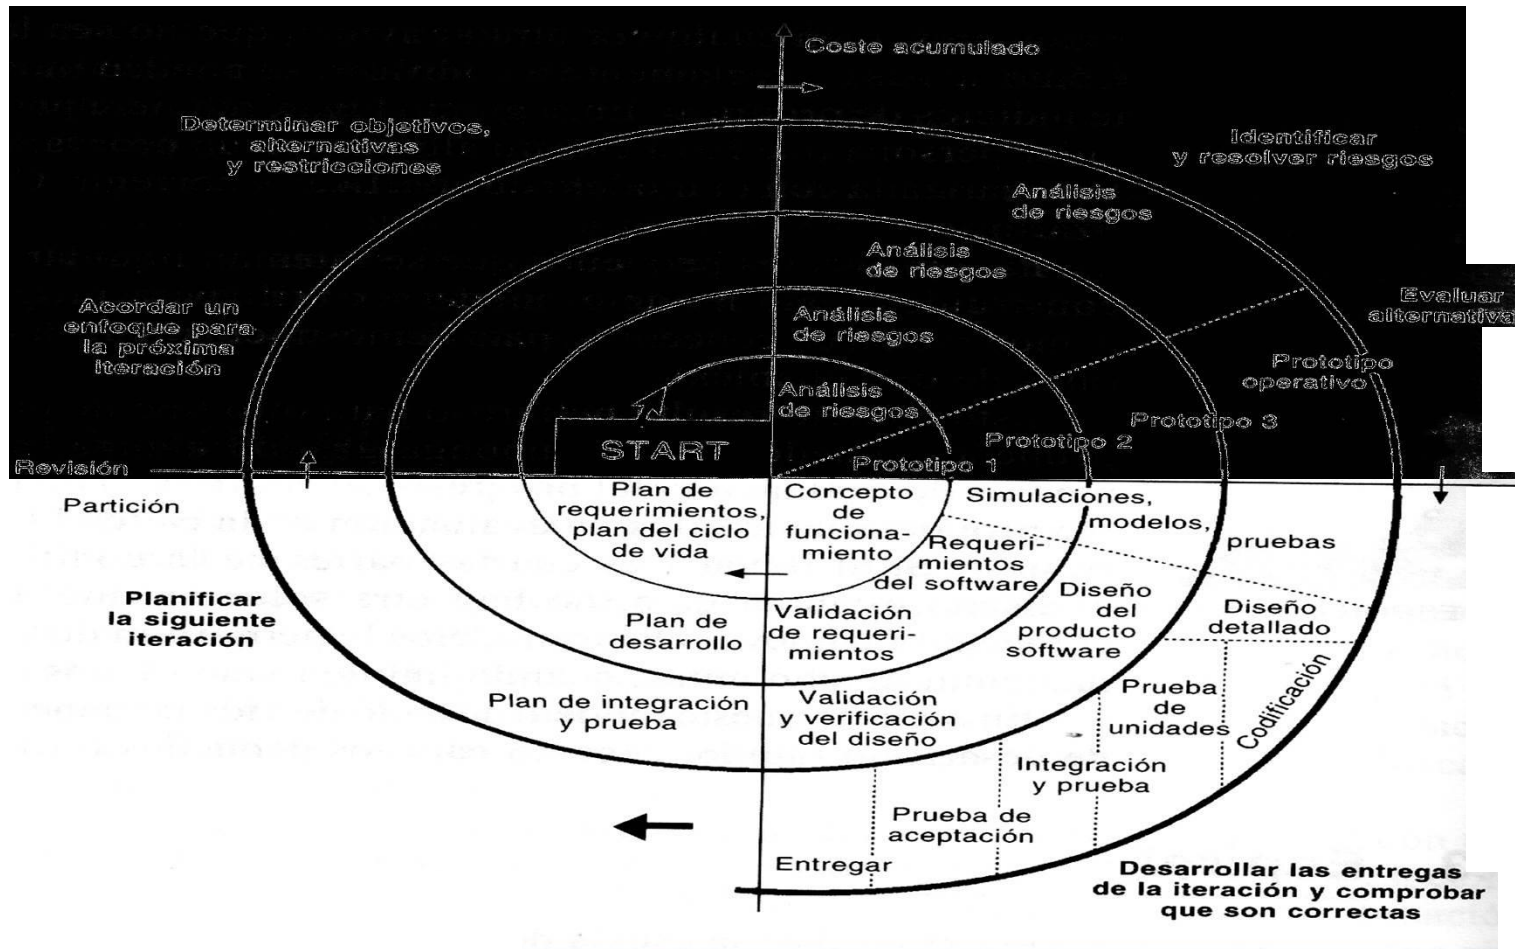 Coste acumulado
Determinar objetivos,
alternativas
y restricciones
Identificar
y resolver riesgos
Análisis
de riesgos
Análisis
de riesgos
Análisis
de riesgos
Análisis
de riesgos
Acordar un
enfoque para
la próxima
iteración
Evaluar
alternativa
Prototipo
operativo
Prototipo 3
Prototipo 2
Prototipo 1
START
Revisión
Partición
Plan de
requerimientos,
plan del ciclo
de vida
Concepto
de
funciona-
miento
Simulaciones,
modelos,
pruebas
Requeri-
mientos
del software
Planificar
la siguiente
iteración
Plan de
desarrollo
Validación
de requeri-
mientos
Diseño
del
producto
software
Diseño
detallado
Plan de integración
y prueba
Validación
y verificación
del diseño
Prueba
de
unidades
Codificación
Integración
y prueba
Prueba de
aceptación
Entregar
Desarrollar las entregas
de la iteración y comprobar
que son correctas